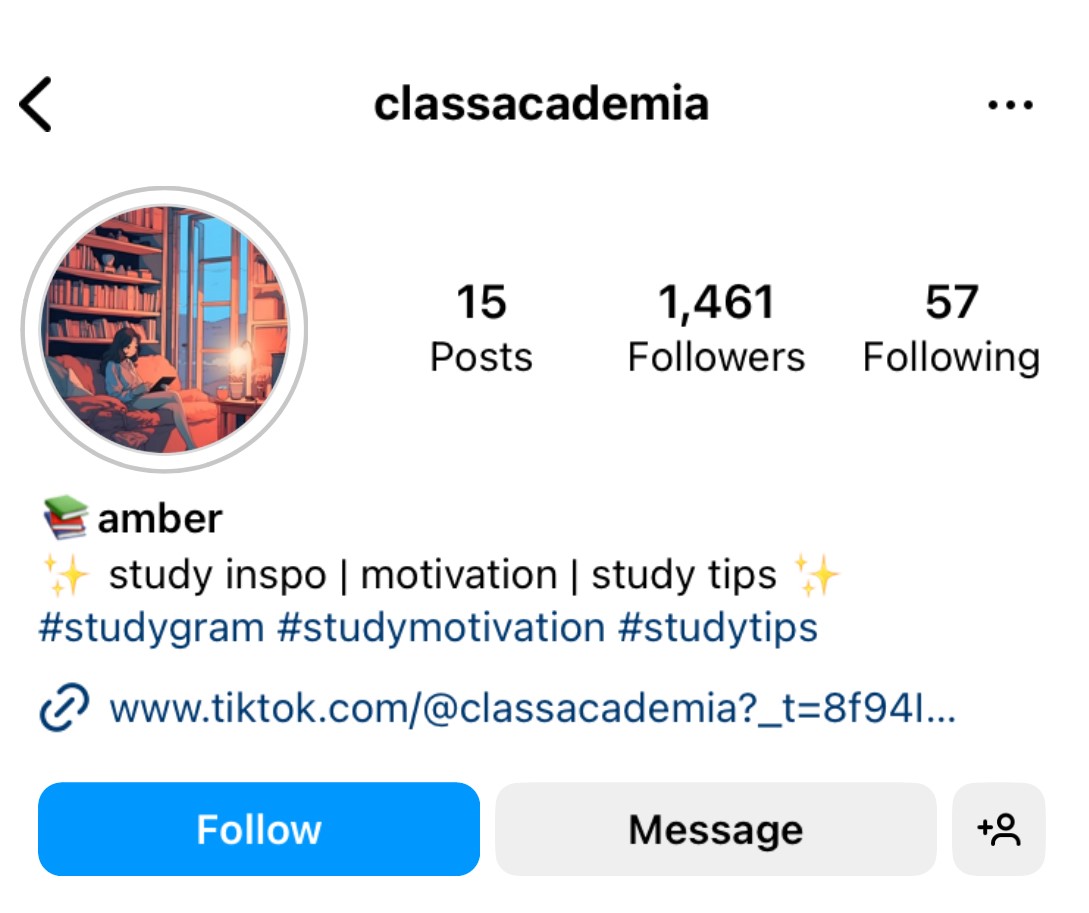 classacademia
15 1,461 57
Posts Followers Following
📚 amber
✨ study inspo | motivation | study tips ✨
#studygram #studymotivation #studytips
www.tiktok.com/@classacademia?_t=8f94l...
Follow Message